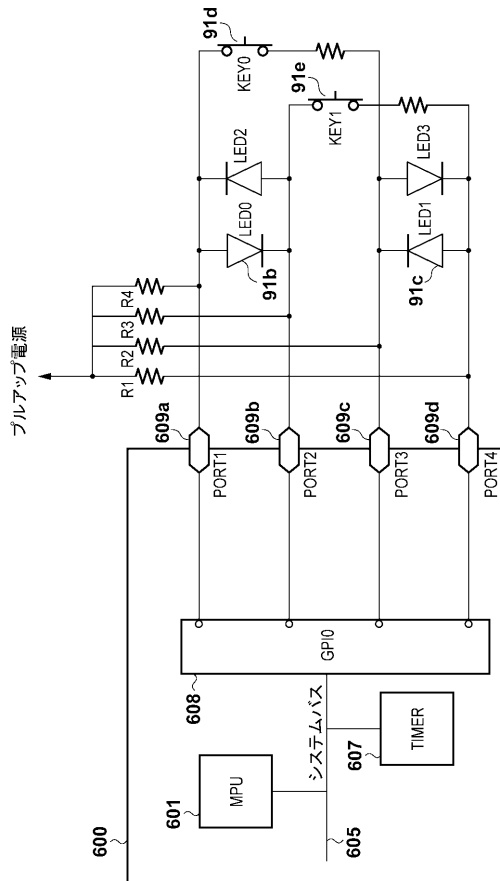 プルアップ電源
R1
R2
R3
R4
600
601
MPU
605
システムバス
607
TIMER
608
GPIO
609a
PORT1
609b
PORT2
609c
PORT3
609d
PORT4
LED0
91b
LED2
LED1
91c
LED3
91d
KEY0
91e
KEY1